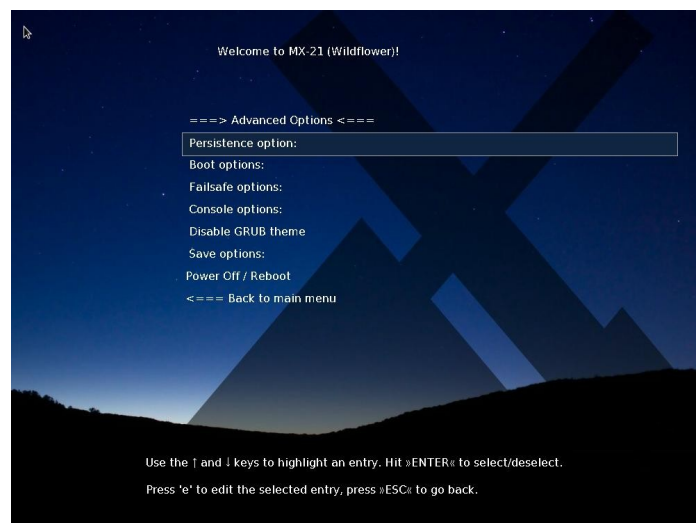 Welcome to MX-21 (Wildflower)!
===> Advanced Options <===
Persistence option:
Boot options:
Failsafe options:
Console options:
Disable GRUB theme
Save options:
Power Off / Reboot
<=== Back to main menu
Use the ↑ and ↓ keys to highlight an entry. Hit »ENTER« to select/deselect.
Press 'e' to edit the selected entry, press »ESC« to go back.